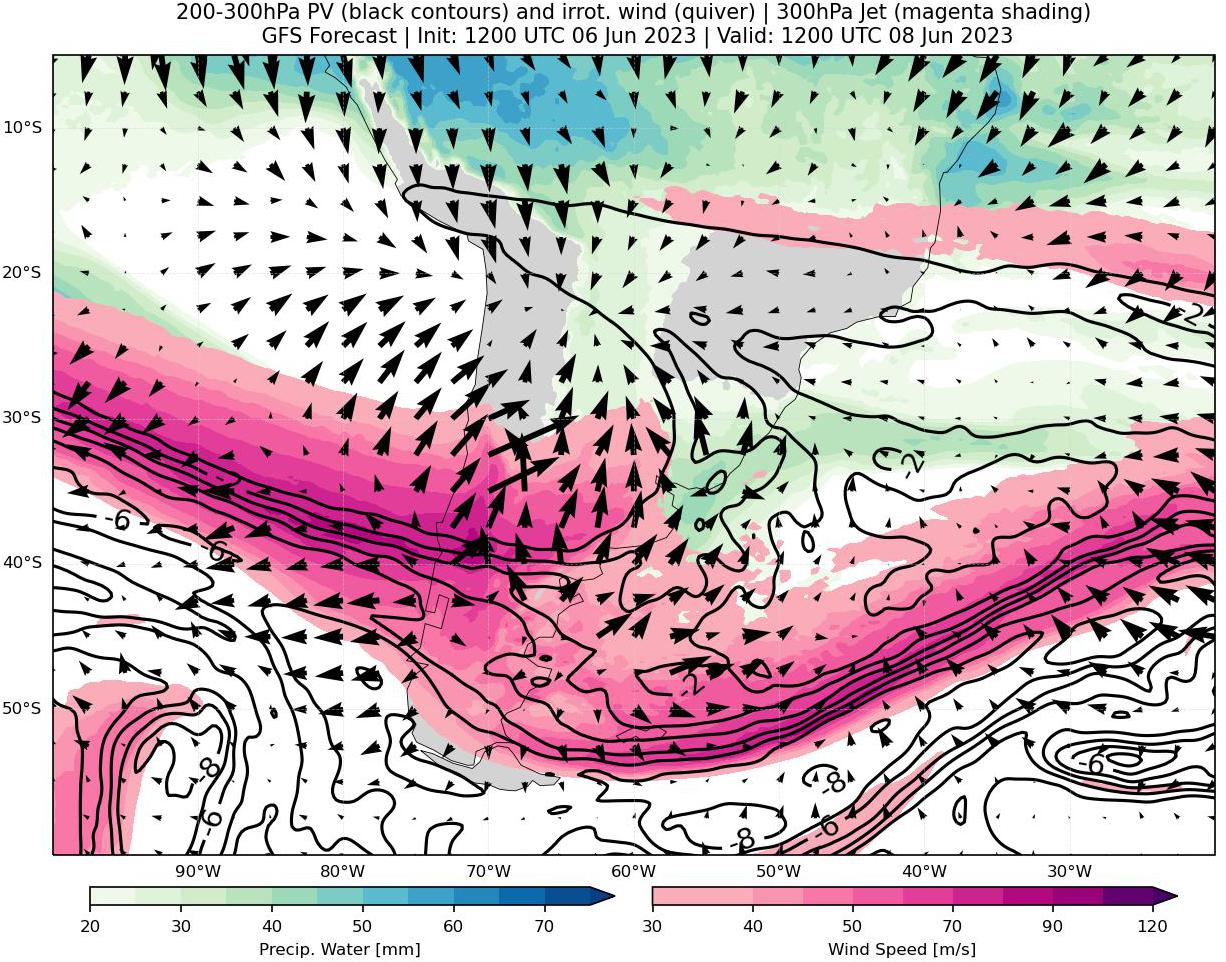 200-300hPa PV (black contours) and irrot. wind (quiver) | 300hPa Jet (magenta shading)
GFS Forecast | Init: 1200 UTC 06 Jun 2023 | Valid: 1200 UTC 08 Jun 2023
10°S
20°S
-2
30°S
-2
-6
-6
40°S
-2
50°S
-8
-6
-8
-6
-6
-8
90°W 80°W 70°W 60°W 50°W 40°W 30°W
20 30 40 50 60 70
30 40 50 70 90 120
Precip. Water [mm]
Wind Speed [m/s]